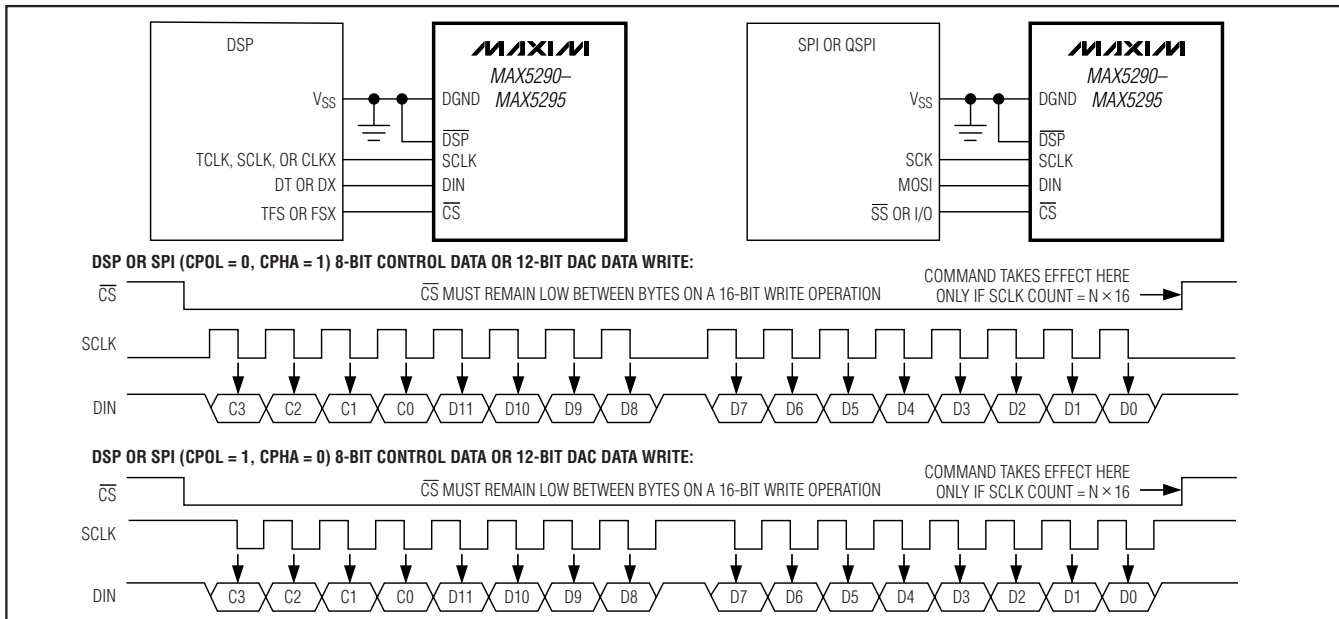 DSP
MAXIM
MAX5290–
MAX5295
VSS
DGND
DSP
TCLK, SCLK, OR CLKX
SCLK
DT OR DX
DIN
TFS OR FSX
CS
SPI OR QSPI
MAXIM
MAX5290–
MAX5295
VSS
DGND
DSP
SCK
SCLK
MOSI
DIN
SS OR I/O
CS
DSP OR SPI (CPOL = 0, CPHA = 1) 8-BIT CONTROL DATA OR 12-BIT DAC DATA WRITE:
CS
CS MUST REMAIN LOW BETWEEN BYTES ON A 16-BIT WRITE OPERATION
COMMAND TAKES EFFECT HERE
ONLY IF SCLK COUNT = N × 16
SCLK
DIN
C3 C2 C1 C0 D11 D10 D9 D8 D7 D6 D5 D4 D3 D2 D1 D0
DSP OR SPI (CPOL = 1, CPHA = 0) 8-BIT CONTROL DATA OR 12-BIT DAC DATA WRITE:
CS
CS MUST REMAIN LOW BETWEEN BYTES ON A 16-BIT WRITE OPERATION
COMMAND TAKES EFFECT HERE
ONLY IF SCLK COUNT = N × 16
SCLK
DIN
C3 C2 C1 C0 D11 D10 D9 D8 D7 D6 D5 D4 D3 D2 D1 D0